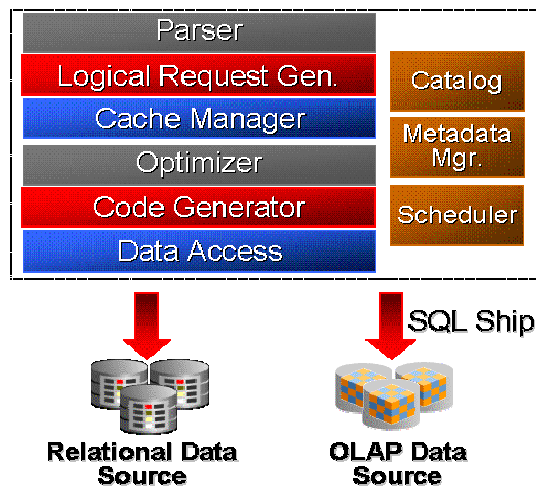 Parser
Logical Request Gen.
Cache Manager
Optimizer
Code Generator
Data Access
Catalog
Metadata
Mgr.
Scheduler
SQL Ship
Relational Data
Source
OLAP Data
Source